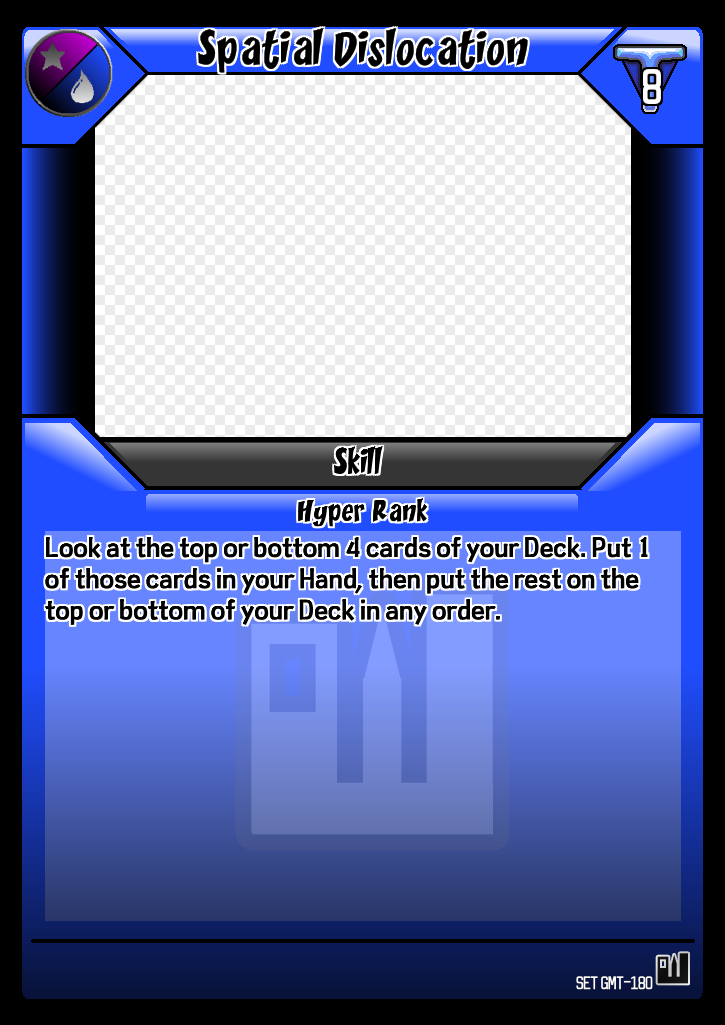 Spatial Dislocation
8
Skill
Hyper Rank
Look at the top or bottom 4 cards of your Deck. Put 1
of those cards in your Hand, then put the rest on the
top or bottom of your Deck in any order.
SET GMT-180